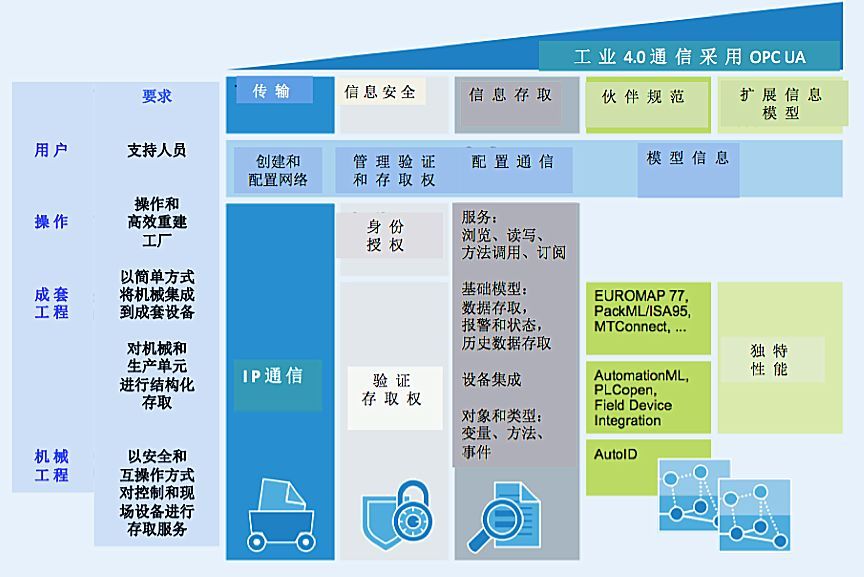 工业 4.0 通信采用 OPC UA
要求
传输
信息安全
信息存取
伙伴规范
扩展信息
模型
用户
支持人员
创建和
配置网络
管理验证
和存取权
配置通信
模型信息
操作
操作和
高效重建
工厂
成套
工程
以简单方式
将机械集成
到成套设备
对机械和
生产单元
进行结构化
存取
机械
工程
以安全和
互操作方式
对控制和现
场设备进行
存取服务
IP通信
身份
授权
验证
存取权
服务：
浏览、读写、
方法调用、订阅
基础模型：
数据存取，
报警和状态，
历史数据存取
设备集成
对象和类型：
变量、方法、
事件
EUROMAP 77,
PackML/ISA95,
MTConnect, ...
AutomationML,
PLCopen,
Field Device
Integration
AutoID
独特
性能